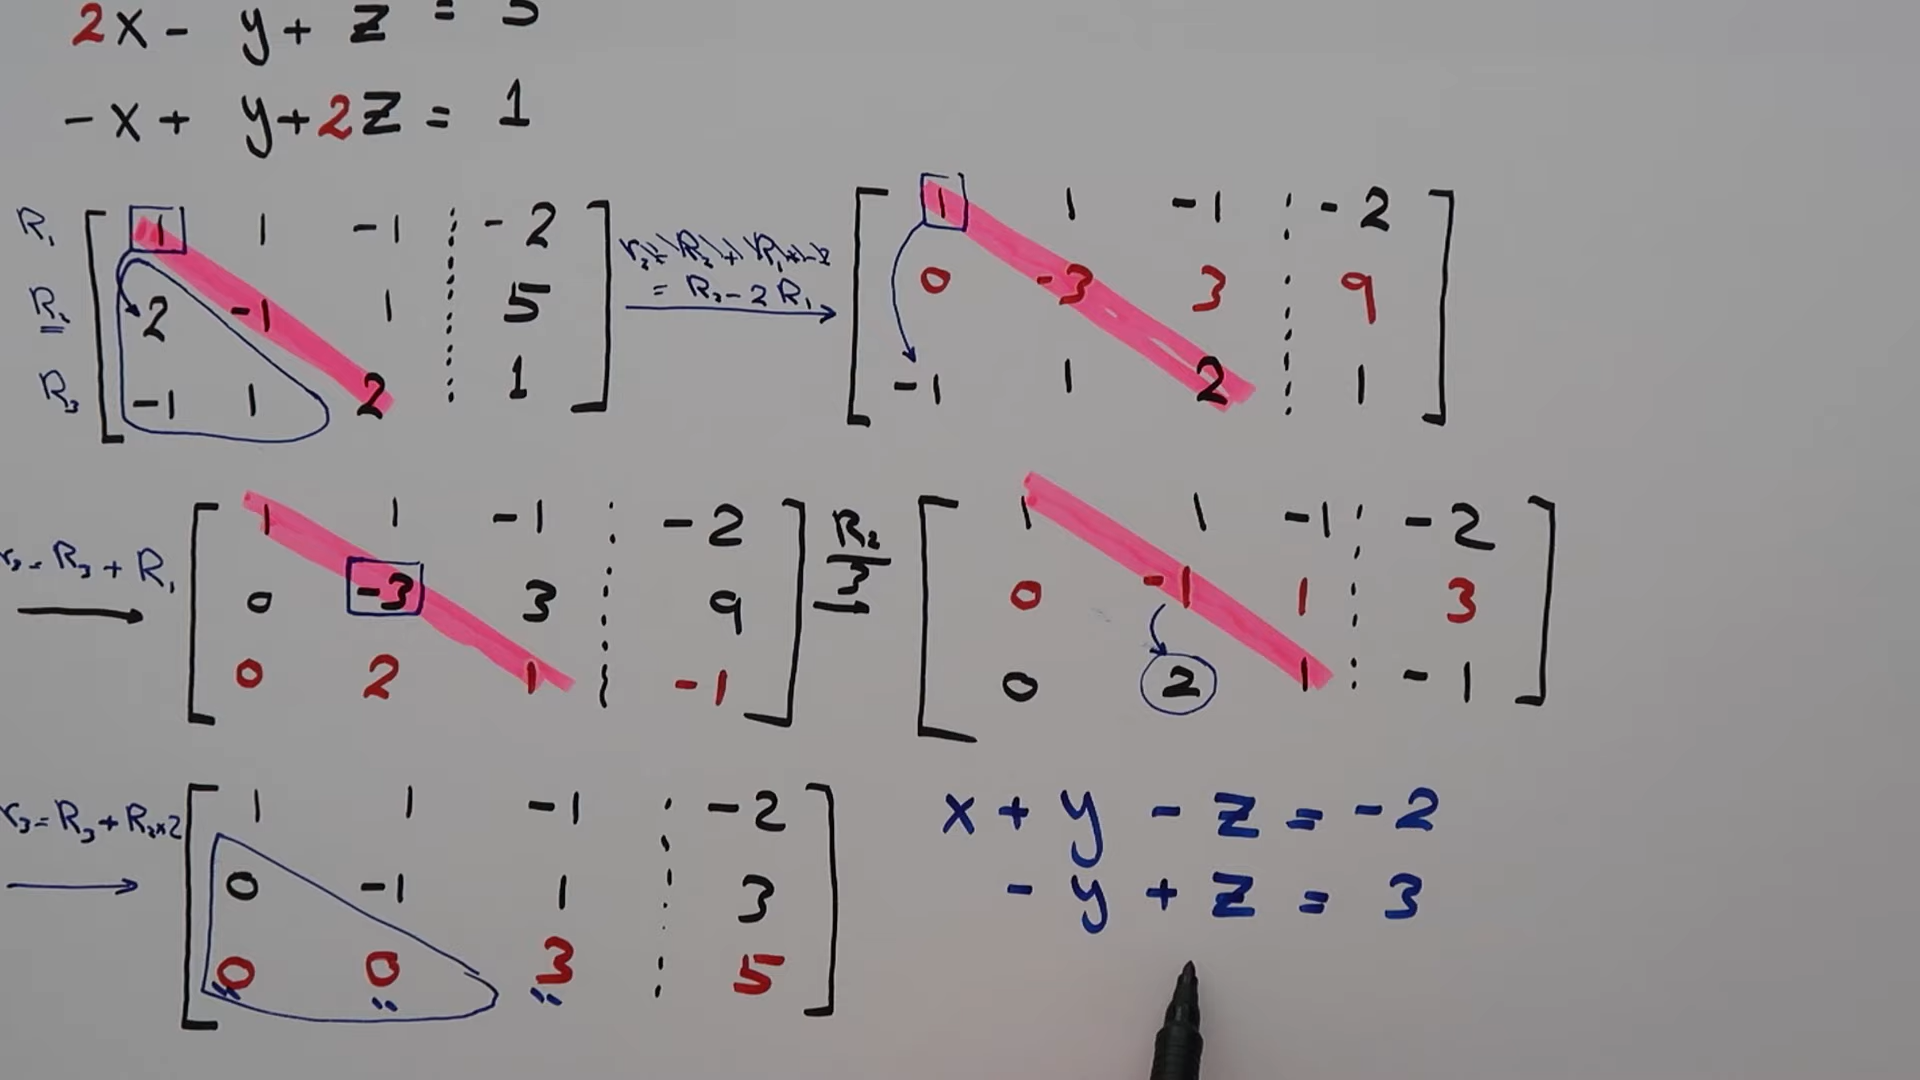 2x - y + z = 5
-x + y + 2z = 1
R₁ 1 1 -1 -2
R₂ 2 -1 1 5
R₃ -1 1 2 1
= R₂ - 2R₁
1 1 -1 -2
0 -3 3 9
-1 1 2 1
r₃ = R₃ + R₁
1 1 -1 -2
0 -3 3 9
0 2 1 -1
R₂
3
1 1 -1 -2
0 -1 1 3
0 2 1 -1
r₃ = R₃ + R₂×2
1 1 -1 -2
0 -1 1 3
0 0 3 5
x + y - z = -2
- y + z = 3